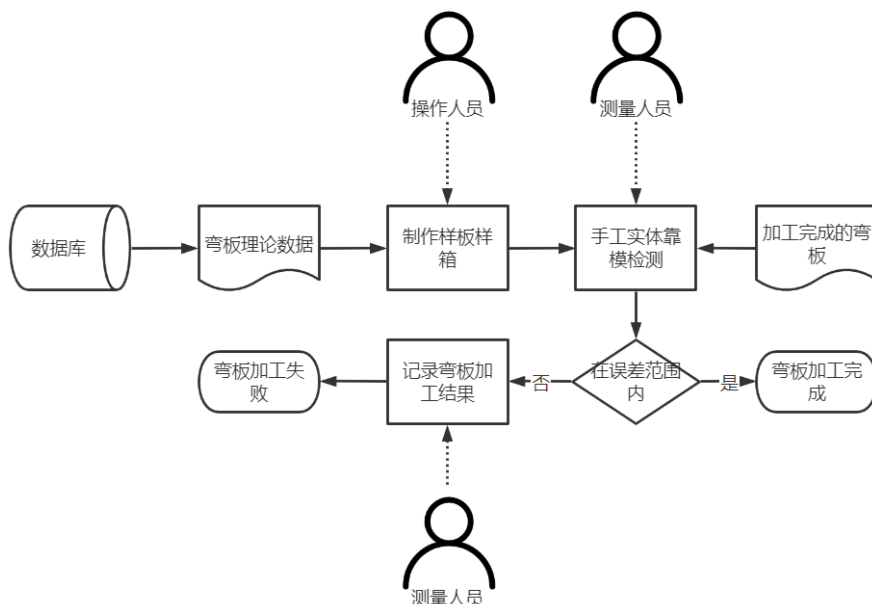 操作人员
测量人员
数据库
弯板理论数据
制作样板样
箱
手工实体靠
模检测
加工完成的弯
板
弯板加工失
败
记录弯板加
工结果
否
在误差范围
内
是
弯板加工完
成
测量人员